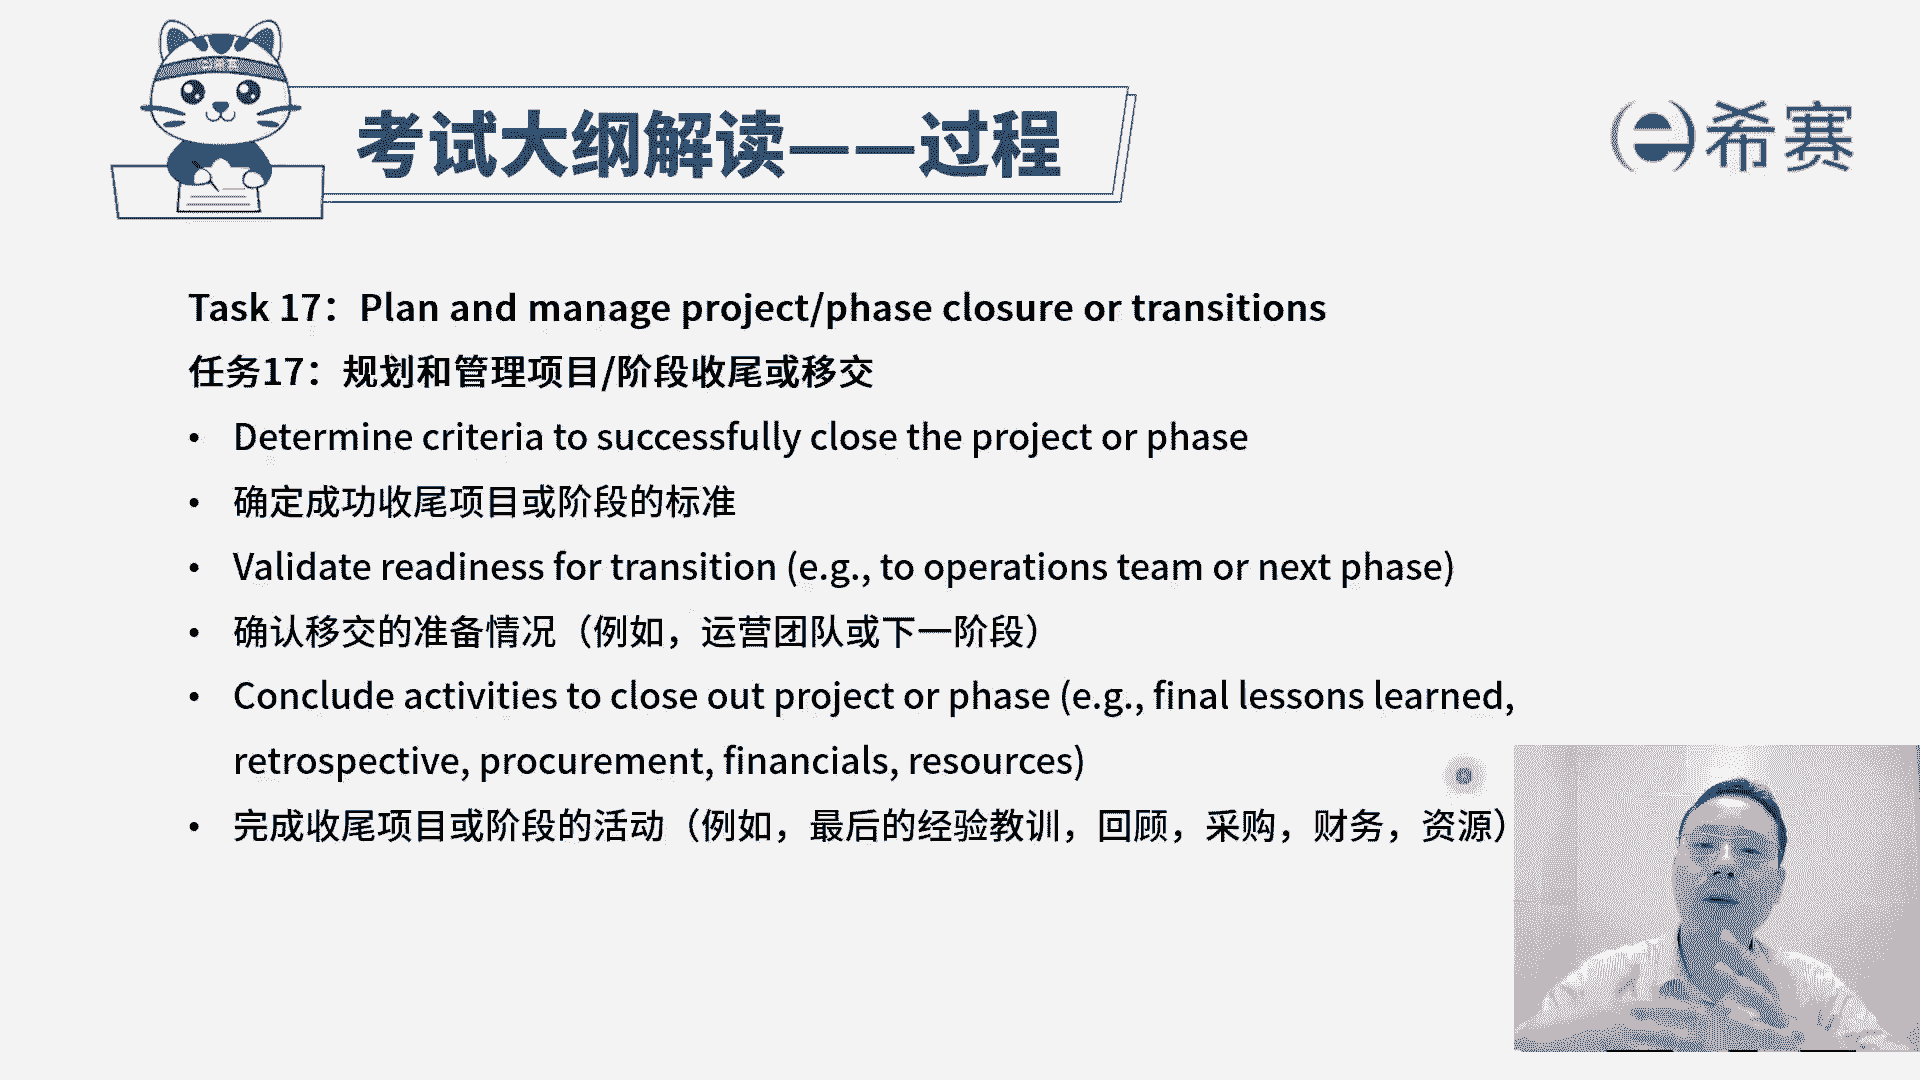 考试大纲解读——过程
希赛
Task 17：Plan and manage project/phase closure or transitions
任务17：规划和管理项目/阶段收尾或移交
• Determine criteria to successfully close the project or phase
• 确定成功收尾项目或阶段的标准
• Validate readiness for transition (e.g., to operations team or next phase)
• 确认移交的准备情况（例如，运营团队或下一阶段）
• Conclude activities to close out project or phase (e.g., final lessons learned,
retrospective, procurement, financials, resources)
• 完成收尾项目或阶段的活动（例如，最后的经验教训，回顾，采购，财务，资源）